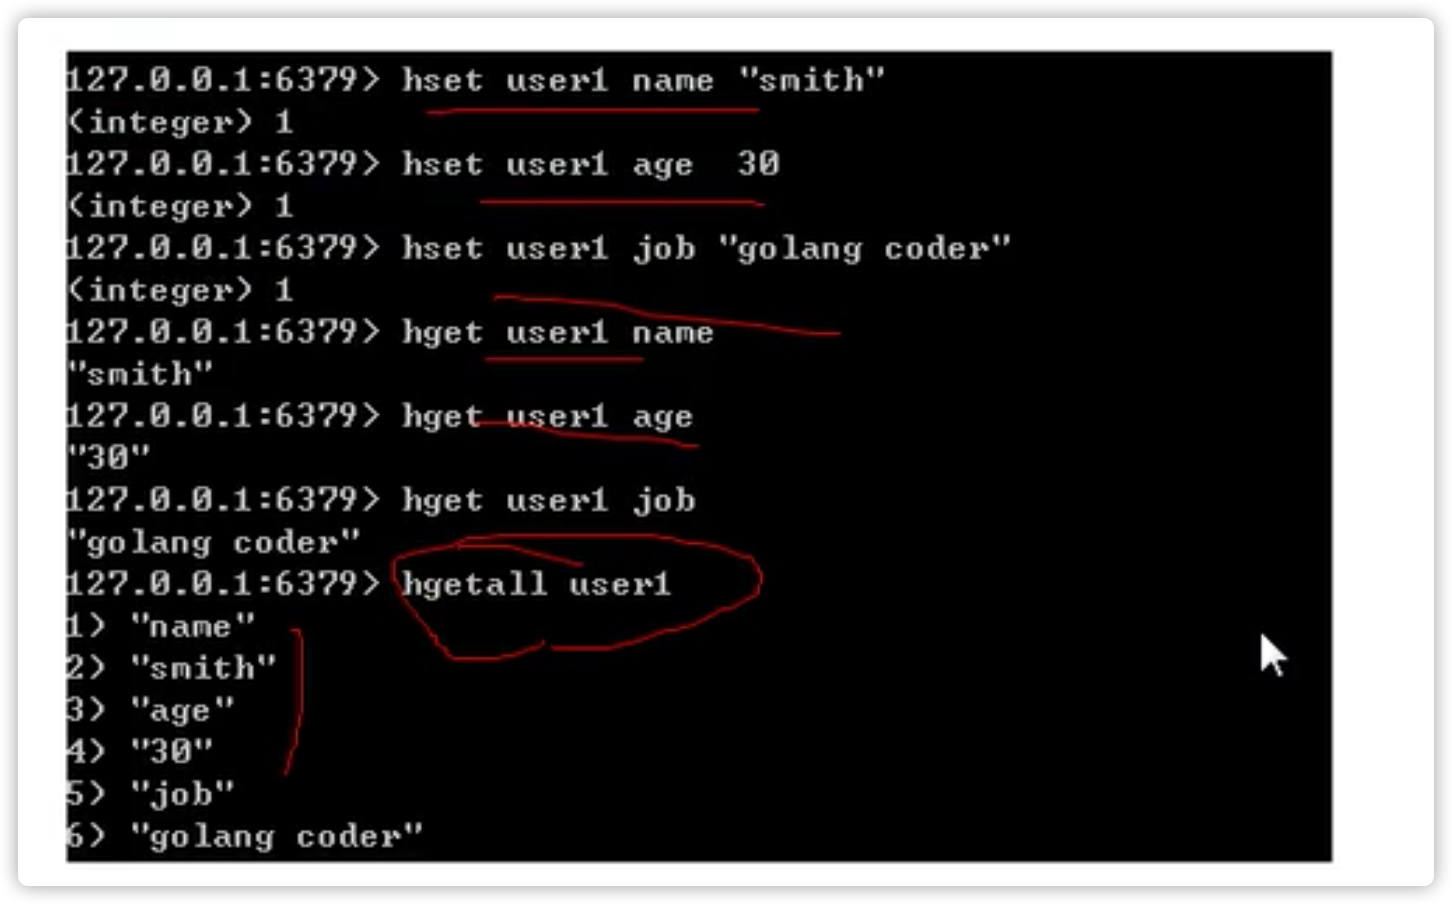 127.0.0.1:6379> hset user1 name "smith"
(integer) 1
127.0.0.1:6379> hset user1 age  30
(integer) 1
127.0.0.1:6379> hset user1 job "golang coder"
(integer) 1
127.0.0.1:6379> hget user1 name
"smith"
127.0.0.1:6379> hget user1 age
"30"
127.0.0.1:6379> hget user1 job
"golang coder"
127.0.0.1:6379> hgetall user1
1) "name"
2) "smith"
3) "age"
4) "30"
5) "job"
6) "golang coder"